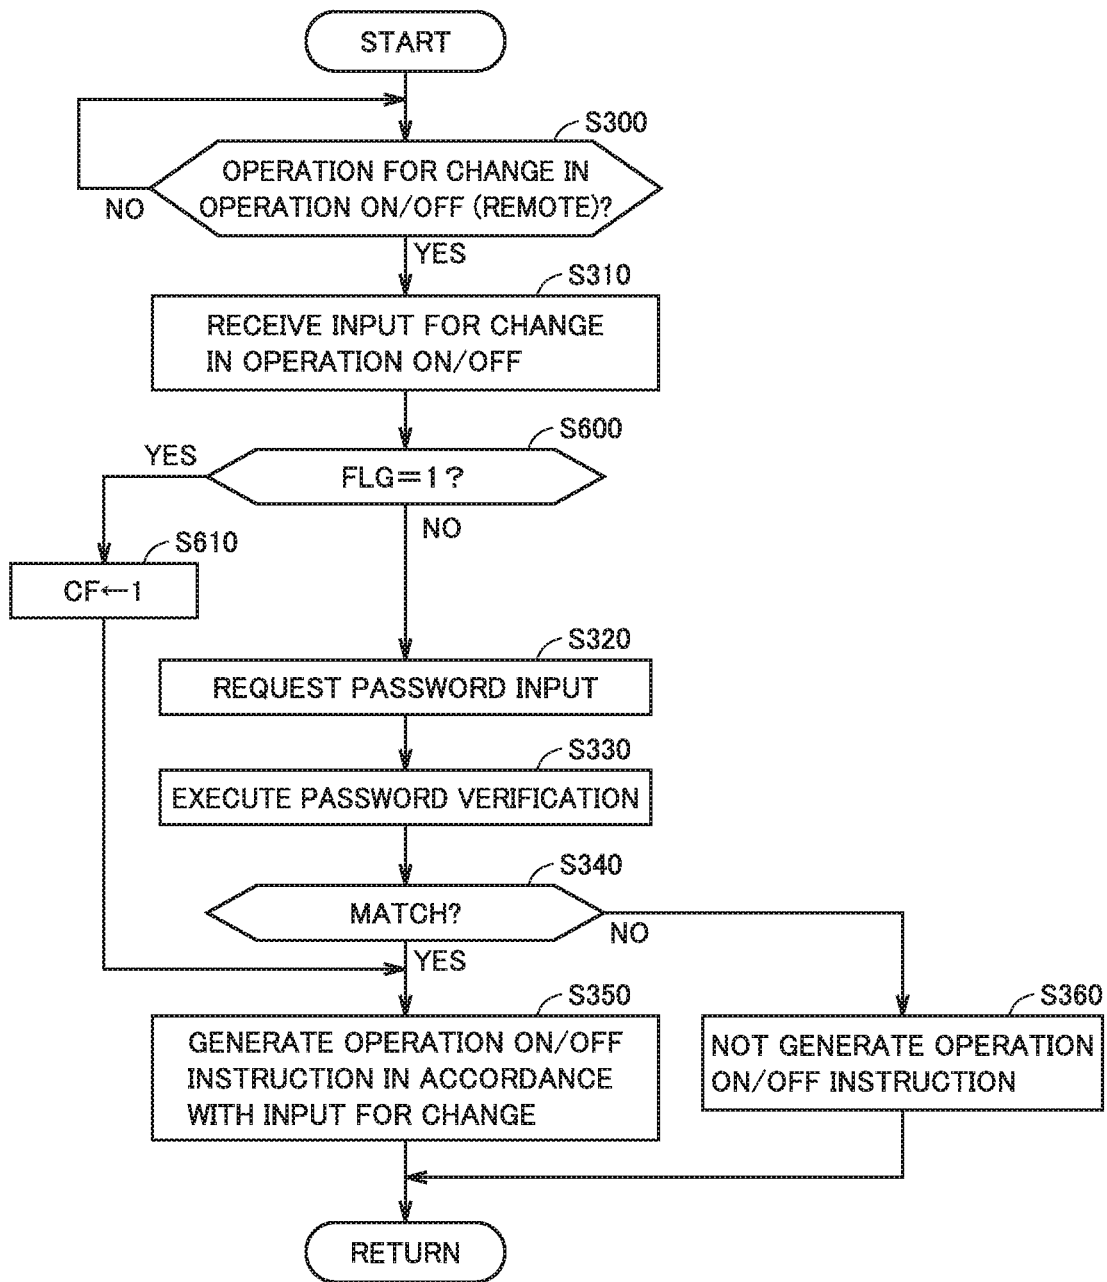 START
S300
OPERATION FOR CHANGE IN
OPERATION ON/OFF (REMOTE)?
NO
YES
S310
RECEIVE INPUT FOR CHANGE
IN OPERATION ON/OFF
S600
YES
FLG=1?
NO
S610
CF←1
S320
REQUEST PASSWORD INPUT
S330
EXECUTE PASSWORD VERIFICATION
S340
MATCH?
NO
YES
S350
GENERATE OPERATION ON/OFF
INSTRUCTION IN ACCORDANCE
WITH INPUT FOR CHANGE
S360
NOT GENERATE OPERATION
ON/OFF INSTRUCTION
RETURN